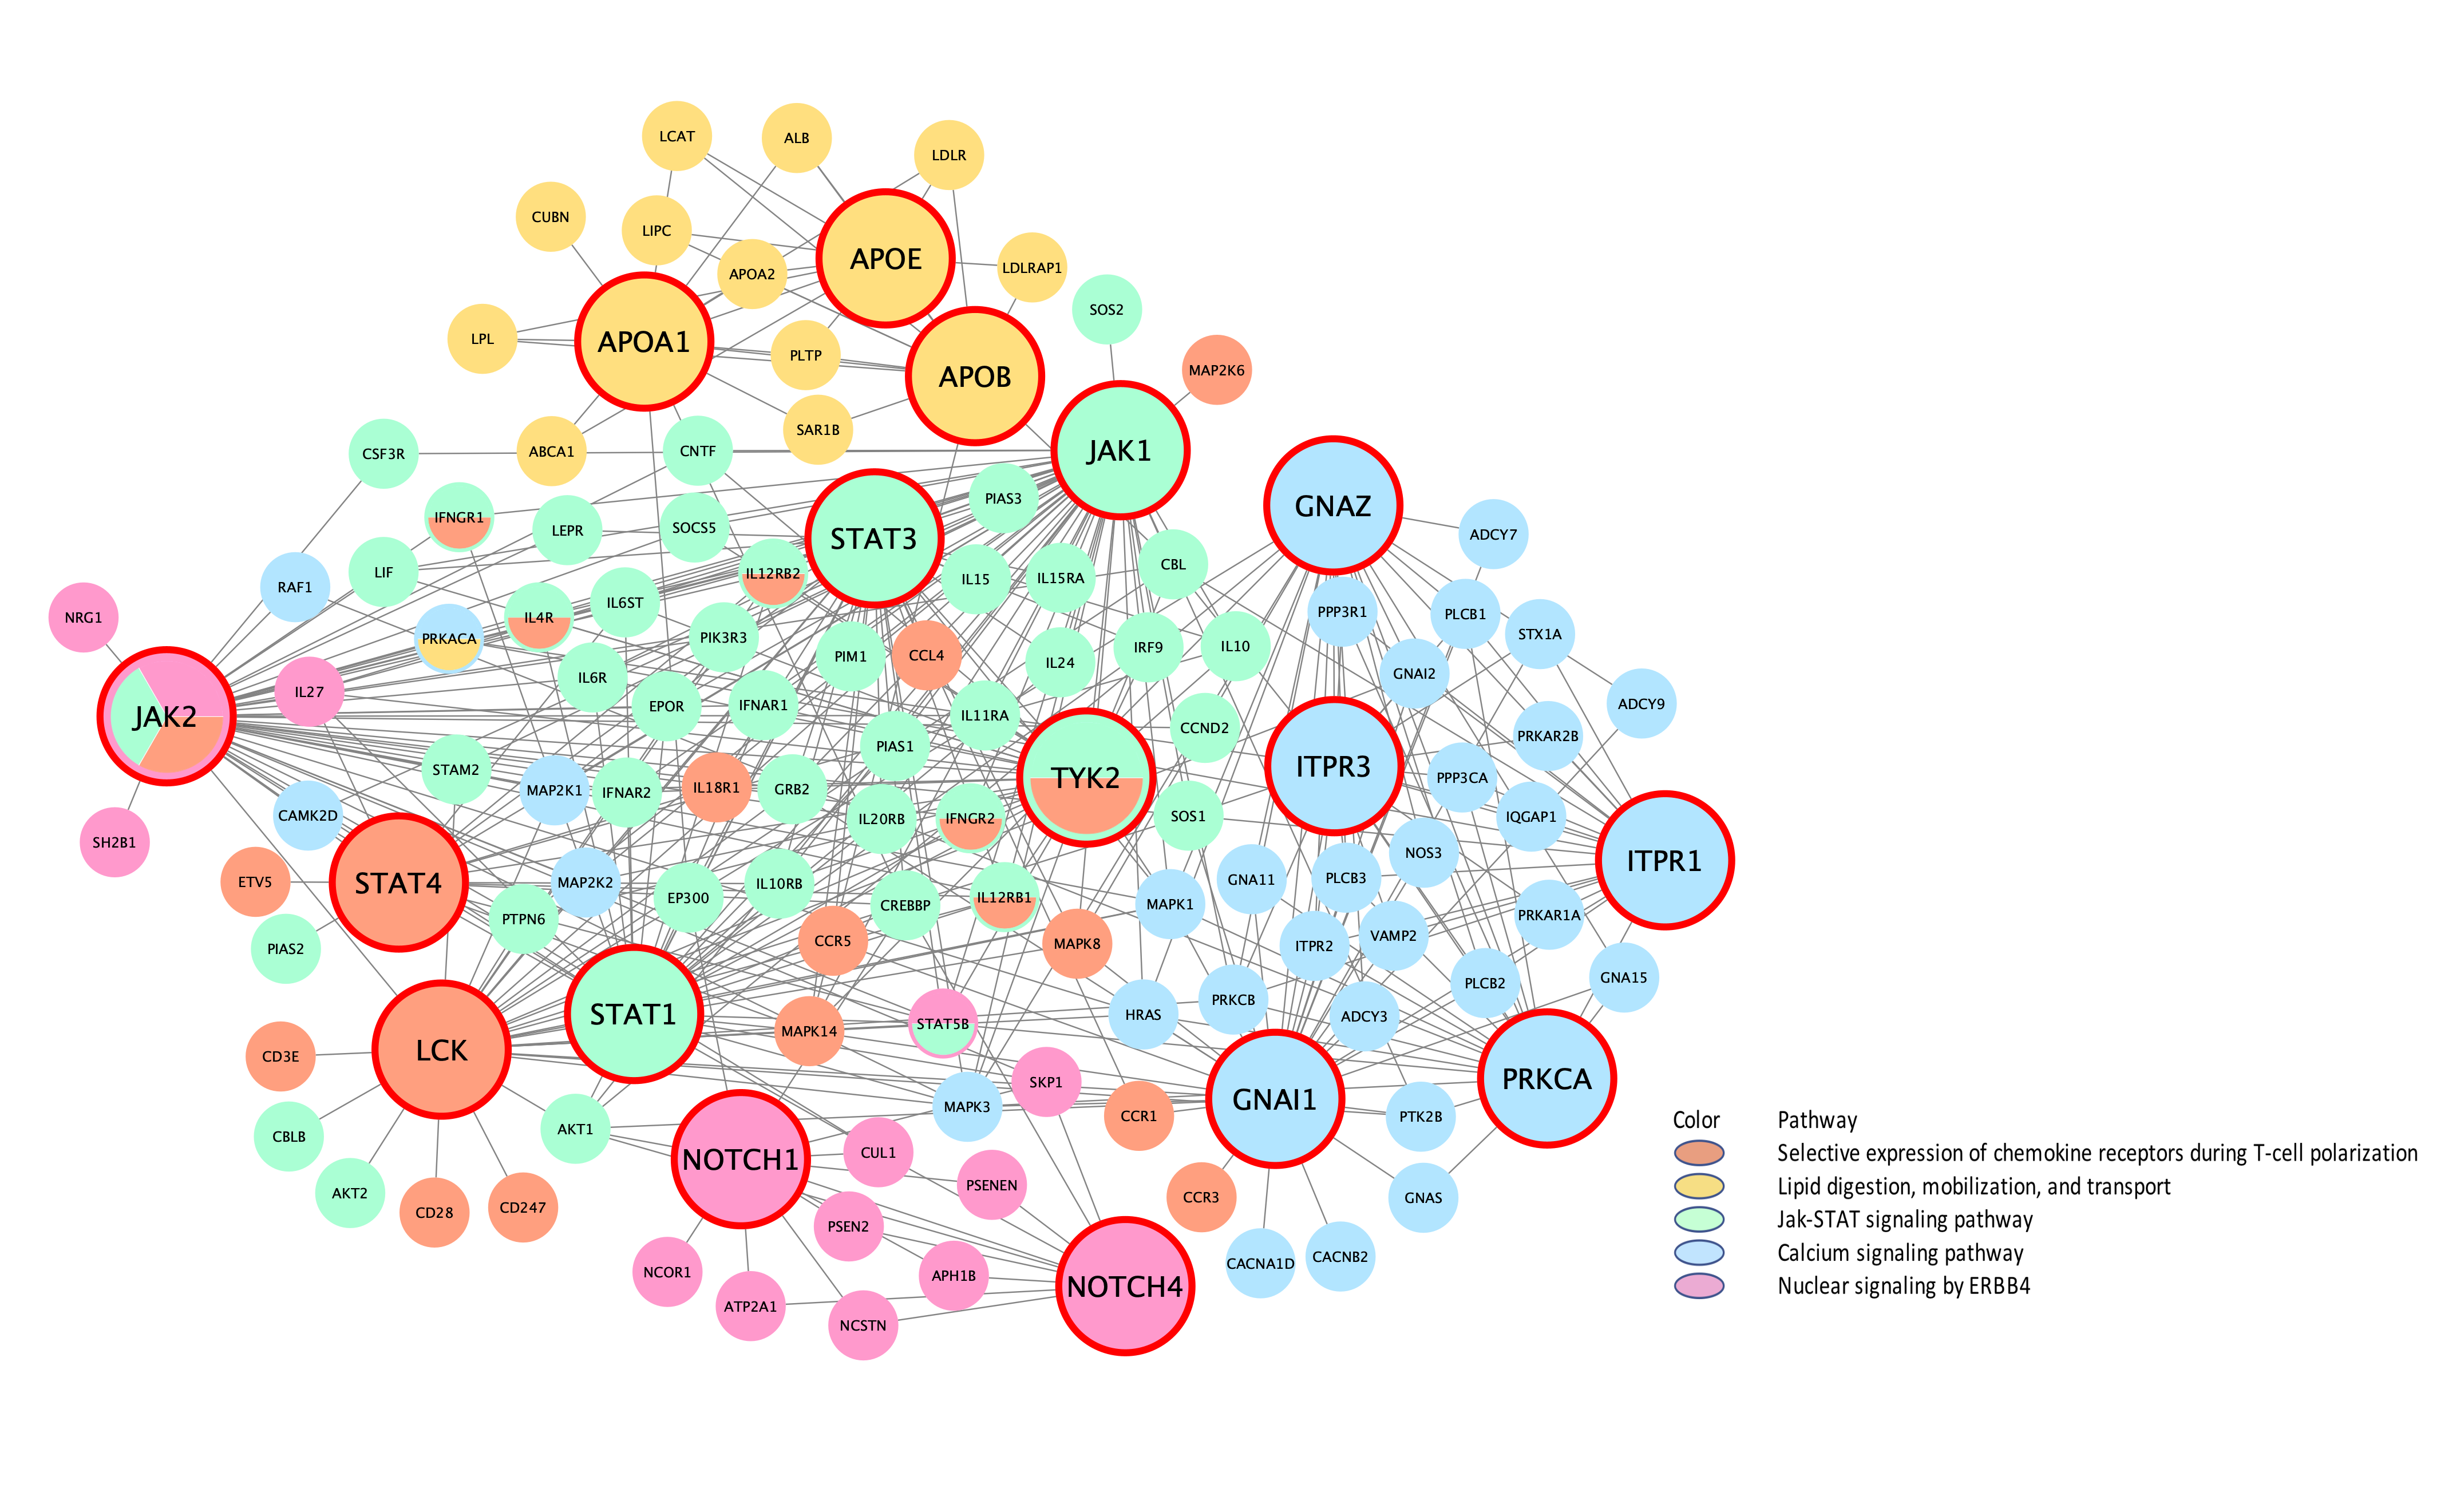 LCAT
ALB
LDLR
CUBN
LIPC
APOE
APOA2
LDLRAP1
SOS2
LPL
APOA1
PLTP
APOB
MAP2K6
SAR1B
CSF3R
ABCA1
CNTF
JAK1
PIAS3
GNAZ
IFNGR1
LEPR
SOCS5
STAT3
ADCY7
LIF
RAF1
IL12RB2
IL15
IL15RA
CBL
NRG1
PRKACA
IL4R
IL6ST
PIK3R3
PIM1
CCL4
IL24
IRF9
IL10
PPP3R1
PLCB1
STX1A
GNAI2
JAK2
IL27
IL6R
EPOR
IFNAR1
IL11RA
CCND2
ADCY9
PIAS1
PRKAR2B
STAM2
MAP2K1
IFNAR2
IL18R1
GRB2
TYK2
ITPR3
PPP3CA
CAMK2D
IL20RB
IFNGR2
SOS1
IQGAP1
SH2B1
NOS3
ITPR1
ETV5
STAT4
MAP2K2
EP300
IL10RB
CREBBP
IL12RB1
MAPK1
GNA11
PLCB3
PIAS2
PTPN6
CCR5
MAPK8
ITPR2
VAMP2
PRKAR1A
STAT1
MAPK14
STAT5B
HRAS
PRKCB
ADCY3
PLCB2
GNA15
CD3E
LCK
SKP1
PRKCA
CBLB
AKT1
MAPK3
CCR1
GNAI1
PTK2B
AKT2
CD28
CD247
NOTCH1
CUL1
PSENEN
CCR3
GNAS
PSEN2
NCOR1
ATP2A1
APH1B
NCSTN
NOTCH4
CACNA1D
CACNB2
Color Pathway
Selective expression of chemokine receptors during T-cell polarization
Lipid digestion, mobilization, and transport
Jak-STAT signaling pathway
Calcium signaling pathway
Nuclear signaling by ERBB4